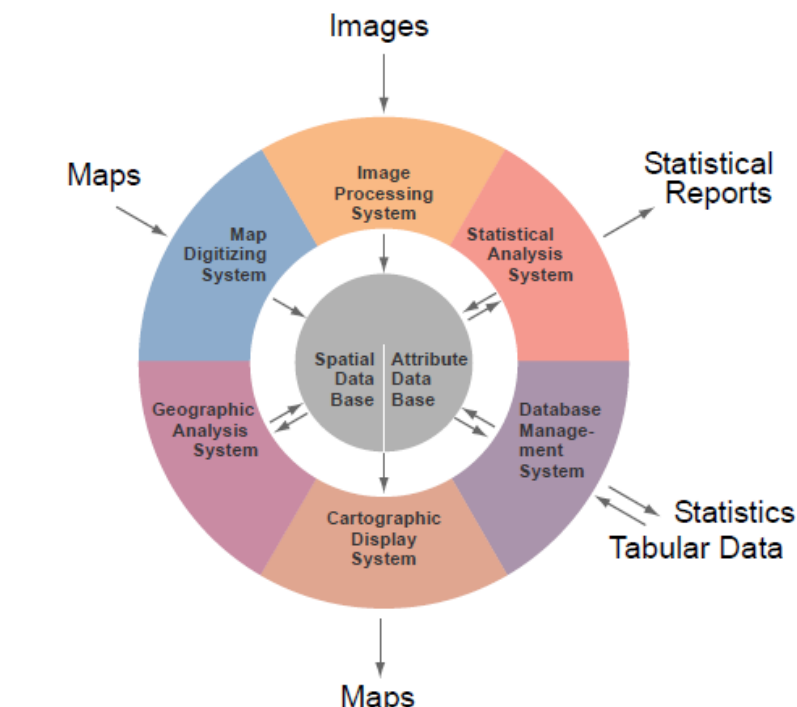 Images
Maps
Statistical
Reports
Image
Processing
System
Map
Digitizing
System
Statistical
Analysis
System
Spatial
Data
Base
Attribute
Data
Base
Geographic
Analysis
System
Database
Manage-
ment
System
Cartographic
Display
System
Statistics
Tabular Data
Maps